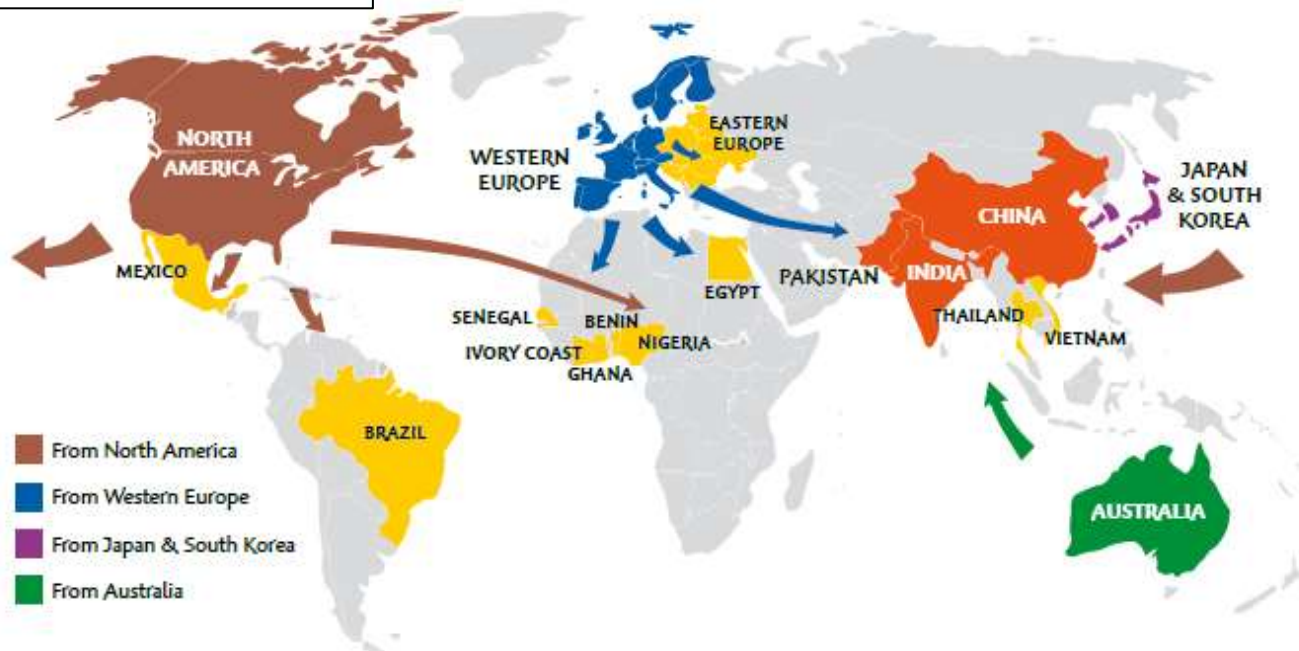 NORTH
AMERICA
MEXICO
BRAZIL
WESTERN
EUROPE
EASTERN
EUROPE
SENEGAL
BENIN
IVORY COAST
NIGERIA
GHANA
EGYPT
PAKISTAN
INDIA
CHINA
THAILAND
VIETNAM
JAPAN
& SOUTH
KOREA
AUSTRALIA
From North America
From Western Europe
From Japan & South Korea
From Australia